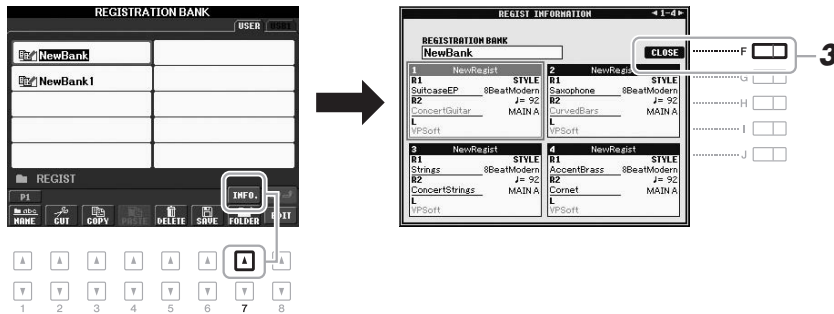 REGISTRATION BANK
USER USB1
NewBank
NewBank1
REGIST
P1 INFO.
NAME CUT COPY PASTE DELETE SAVE FOLDER EDIT
1 2 3 4 5 6 7 8
REGIST INFORMATION 1-4
REGISTRATION BANK
NewBank
CLOSE
F
3
G
H
I
J
1 NewRegist
R1 STYLE
SuitcaseEP 8BeatModern
R2 ♩= 92
ConcertGuitar MAIN A
L
VPSoft
2 NewRegist
R1 STYLE
Saxophone 8BeatModern
R2 ♩= 92
CurvedBars MAIN A
L
VPSoft
3 NewRegist
R1 STYLE
Strings 8BeatModern
R2 ♩= 92
ConcertStrings MAIN A
L
VPSoft
4 NewRegist
R1 STYLE
AccentBrass 8BeatModern
R2 ♩= 92
Cornet MAIN A
L
VPSoft